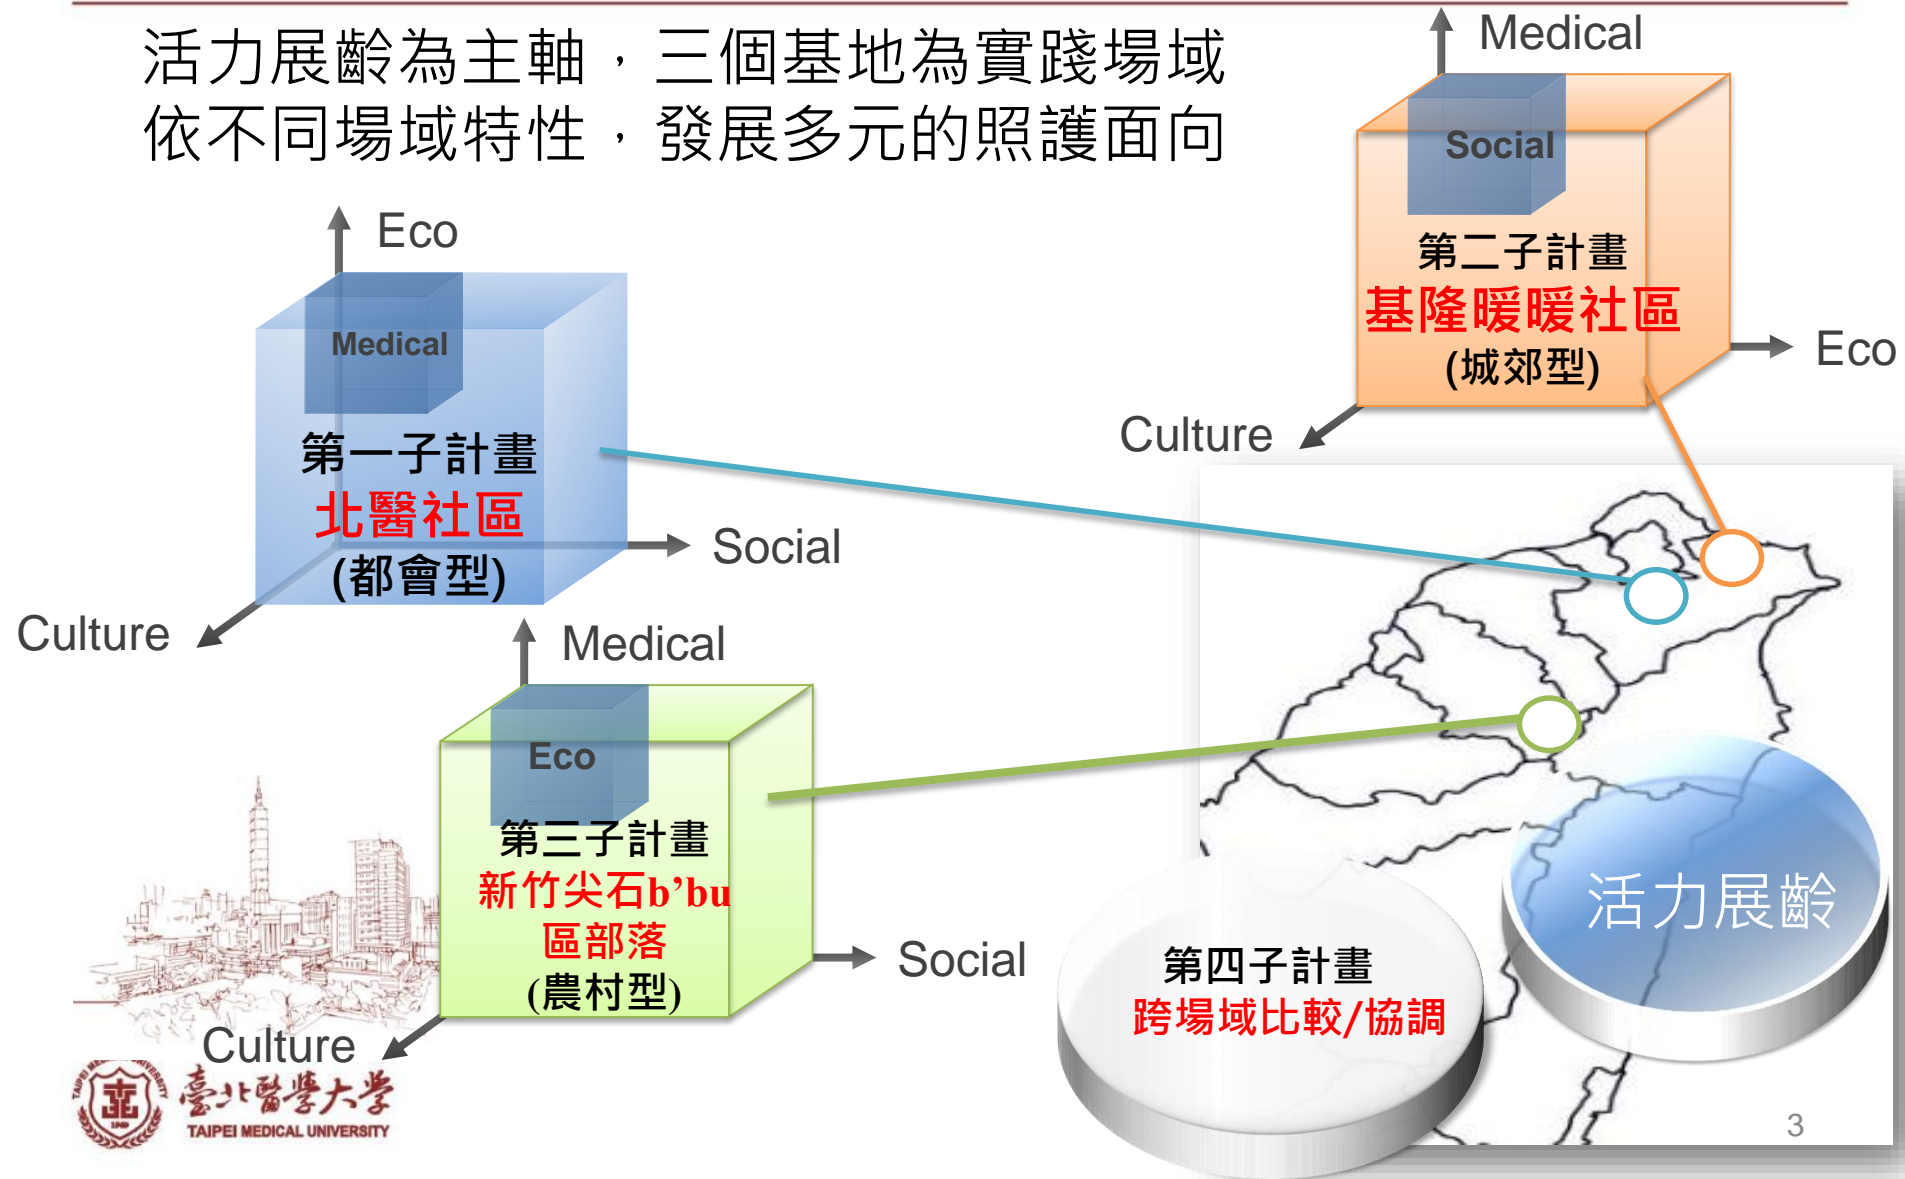 活力展齡為主軸，三個基地為實踐場域
依不同場域特性，發展多元的照護面向
Eco
Medical
第一子計畫
北醫社區
(都會型)
Social
Culture
Medical
Social
第二子計畫
基隆暖暖社區
(城郊型)
Eco
Culture
Medical
Eco
第三子計畫
新竹尖石b’bu
區部落
(農村型)
Social
Culture
活力展齡
第四子計畫
跨場域比較/協調
臺北醫學大學
TAIPEI MEDICAL UNIVERSITY
TAIPEI MEDICAL UNIVERSITY
1960
3